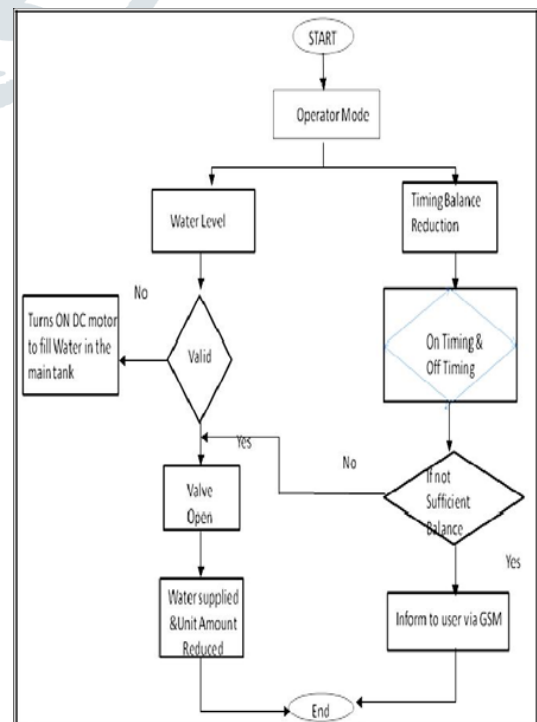 START
Operator Mode
Water Level
Timing Balance
Reduction
No
Turns ON DC motor
to fill Water in the
main tank
Valid
On Timing &
Off Timing
Yes
No
If not
Sufficient
Balance
Valve
Open
Yes
Water supplied
&Unit Amount
Reduced
Inform to user via GSM
End